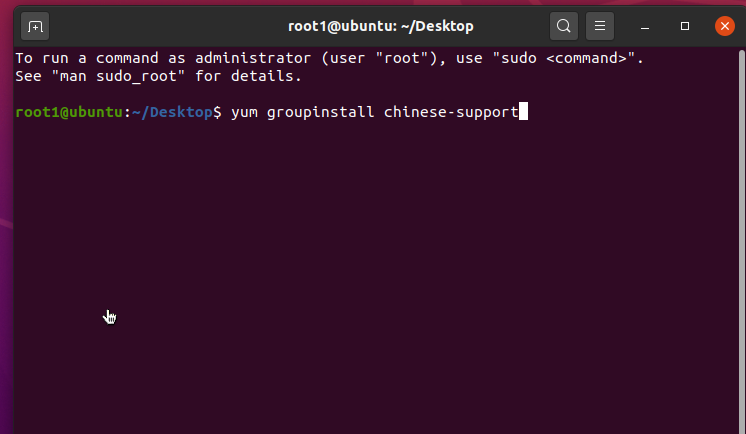 root1@ubuntu: ~/Desktop
To run a command as administrator (user "root"), use "sudo <command>".
See "man sudo_root" for details.
root1@ubuntu:~/Desktop$ yum groupinstall chinese-support